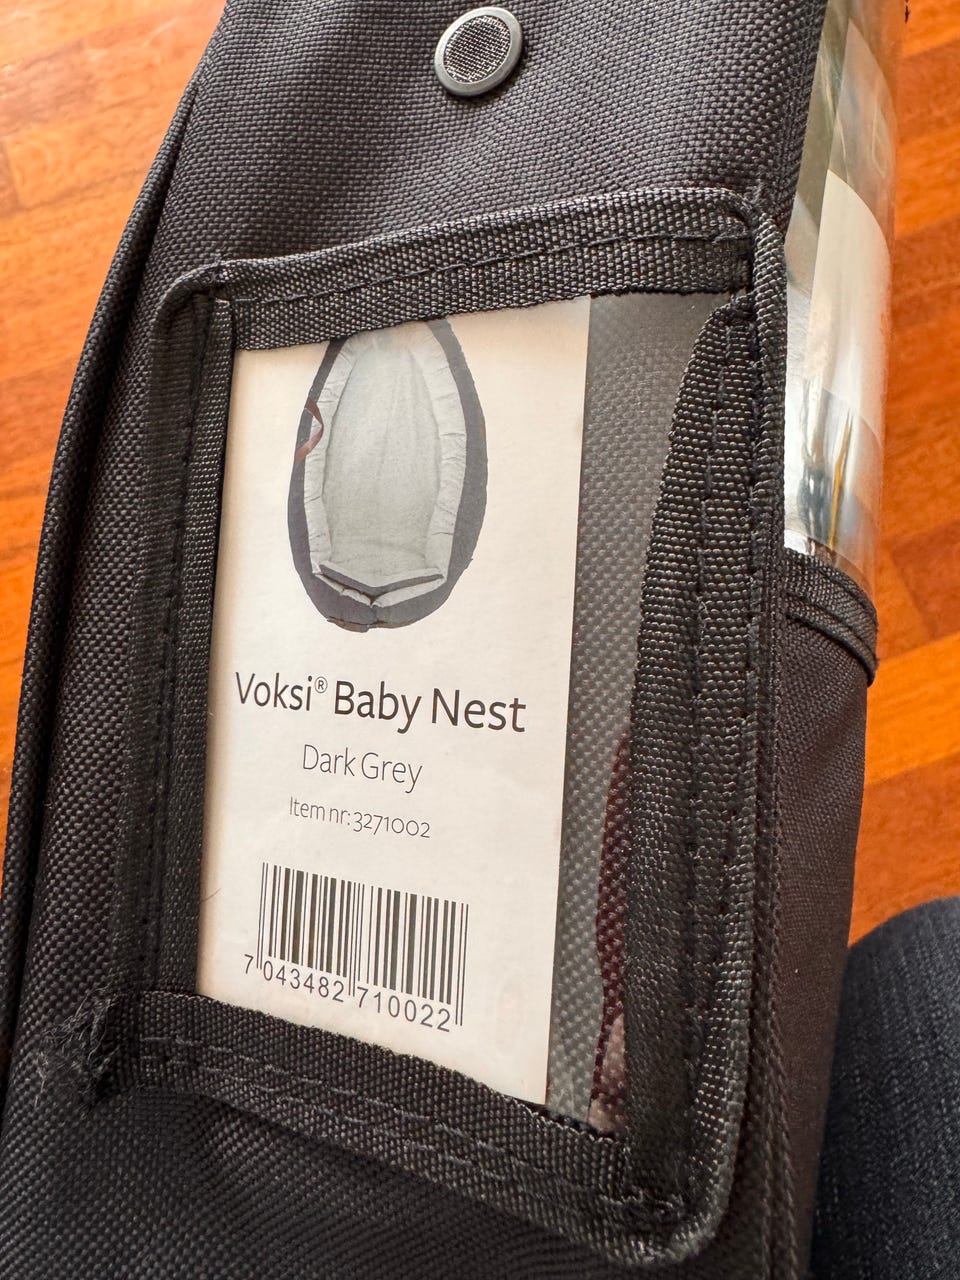 Voksi® Baby Nest
Dark Grey
Item nr:3271002
7 043482 710022